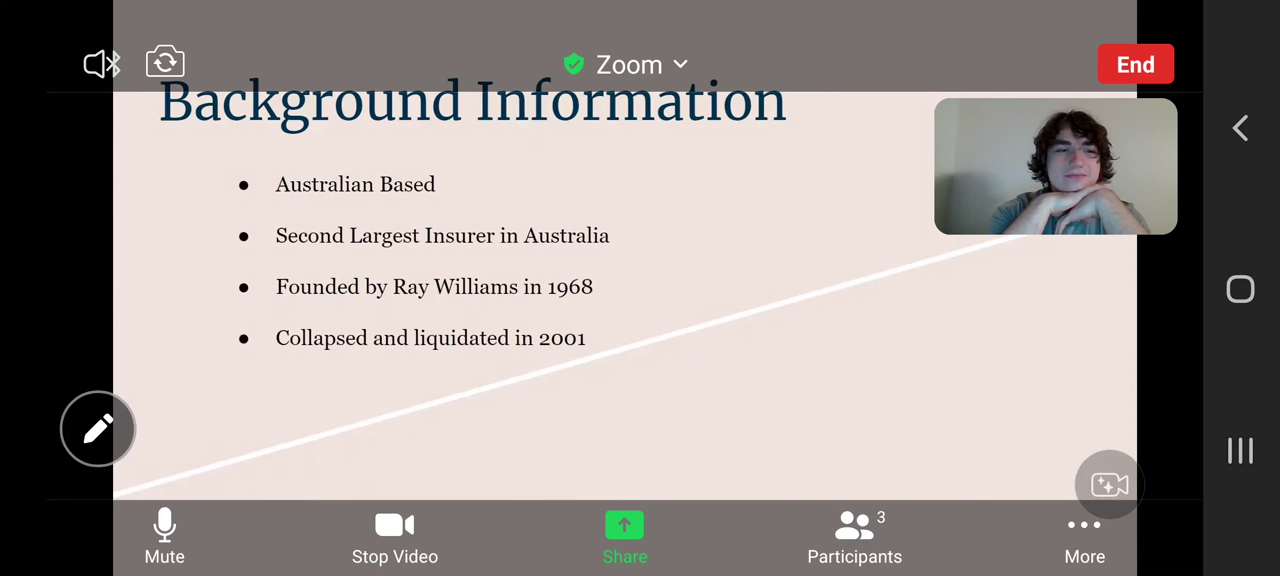 Zoom
End
Background Information
• Australian Based
• Second Largest Insurer in Australia
• Founded by Ray Williams in 1968
• Collapsed and liquidated in 2001
Mute
Stop Video
Share
3
Participants
More